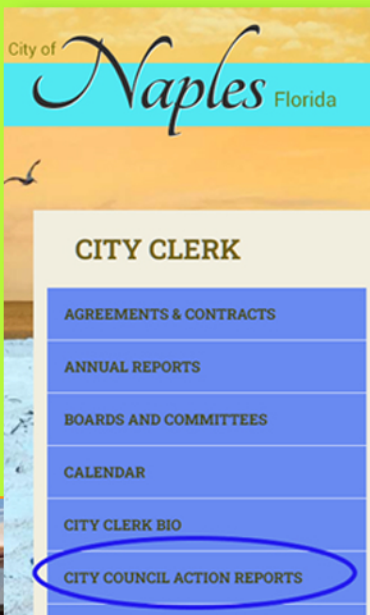 City of
Naples Florida
CITY CLERK
AGREEMENTS & CONTRACTS
ANNUAL REPORTS
BOARDS AND COMMITTEES
CALENDAR
CITY CLERK BIO
CITY COUNCIL ACTION REPORTS